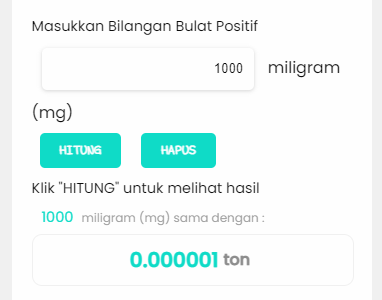 Masukkan Bilangan Bulat Positif
1000 miligram
(mg)
HITUNG HAPUS
Klik "HITUNG" untuk melihat hasil
1000 miligram (mg) sama dengan :
0.000001 ton